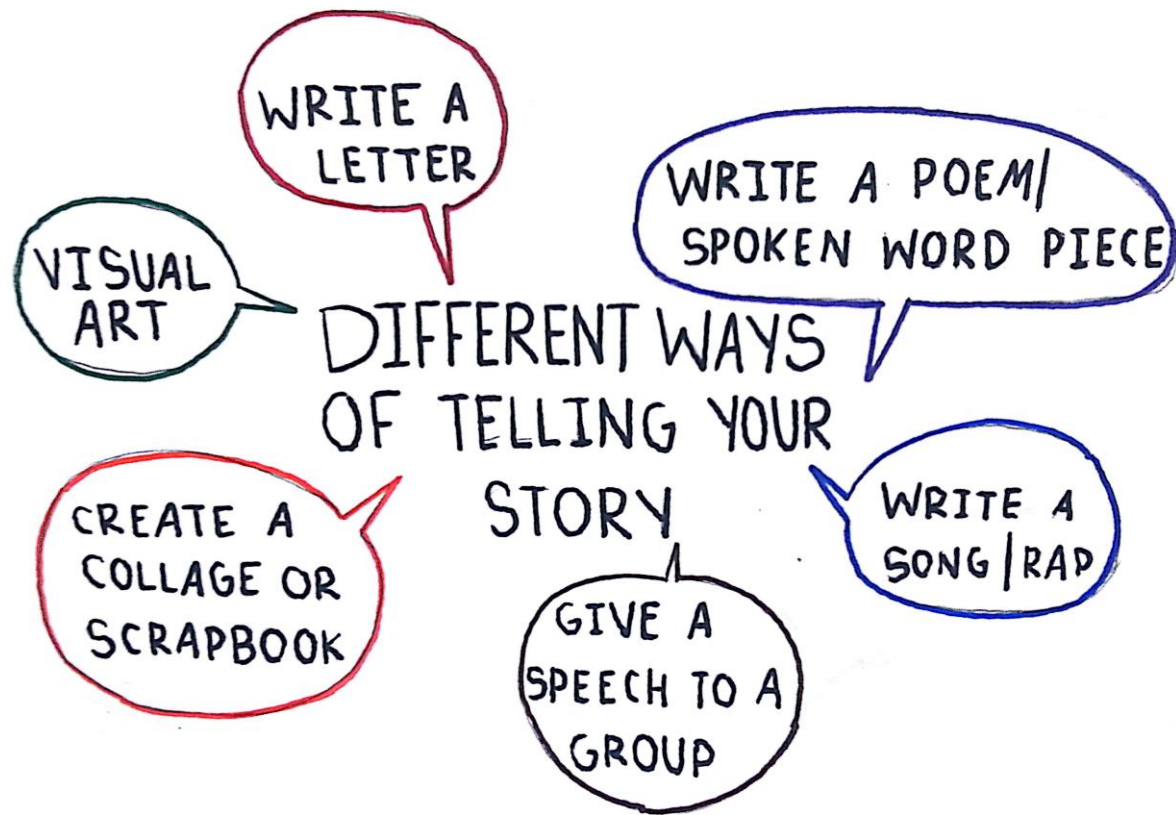 WRITE A
LETTER
WRITE A POEM/
SPOKEN WORD PIECE
VISUAL
ART
DIFFERENT WAYS
OF TELLING YOUR
STORY
CREATE A
COLLAGE OR
SCRAPBOOK
WRITE A
SONG/RAP
GIVE A
SPEECH TO A
GROUP